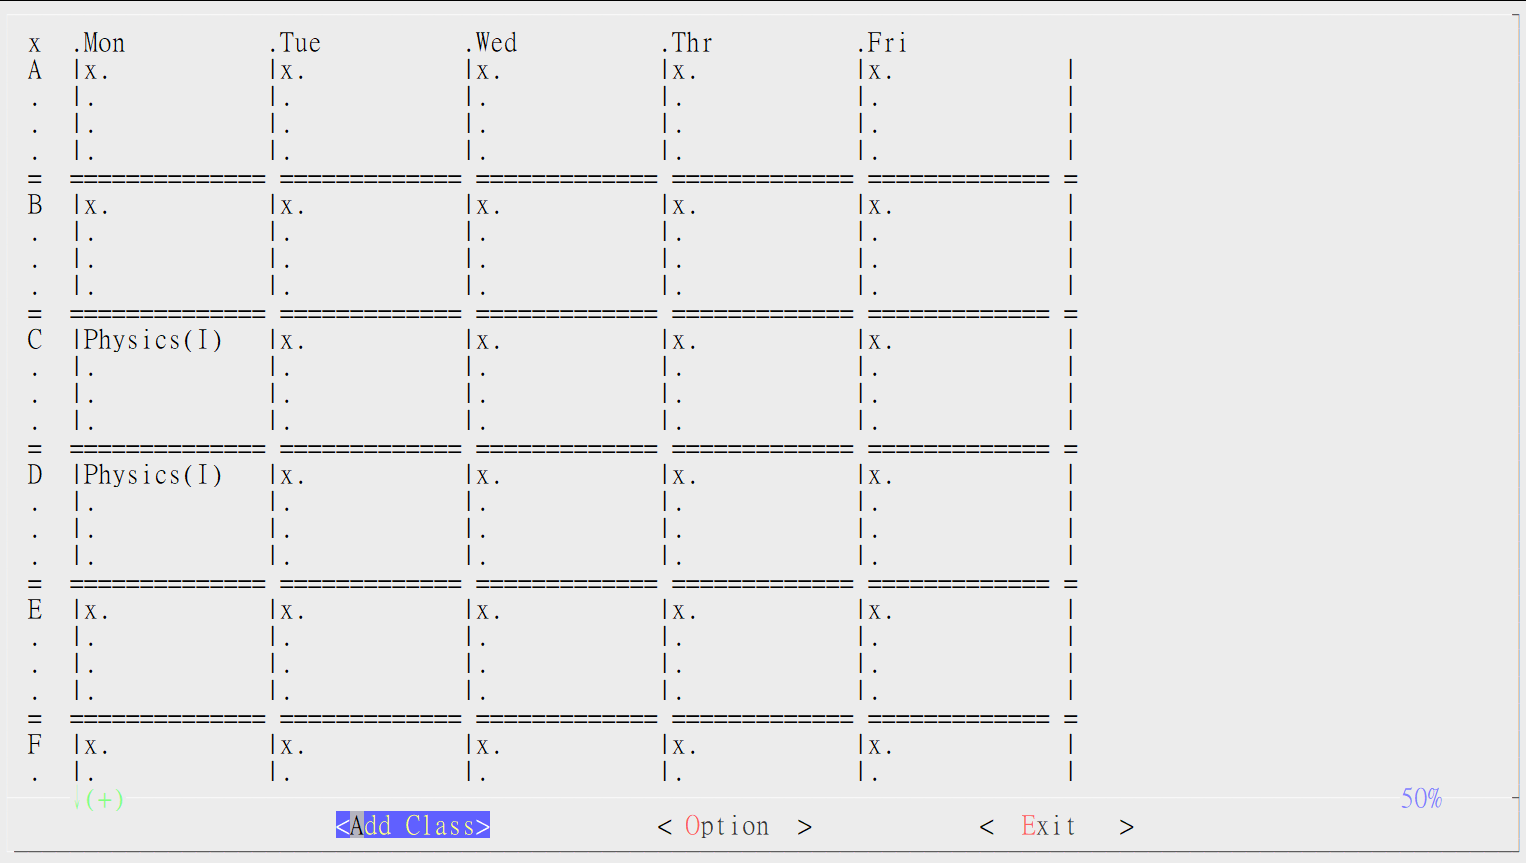 x  .Mon          .Tue          .Wed          .Thr          .Fri
A  |x.           |x.           |x.           |x.           |x.            |
.  |.            |.            |.            |.            |.             |
.  |.            |.            |.            |.            |.             |
.  |.            |.            |.            |.            |.             |
=  ============== ============= ============= ============= ============= =
B  |x.           |x.           |x.           |x.           |x.            |
.  |.            |.            |.            |.            |.             |
.  |.            |.            |.            |.            |.             |
.  |.            |.            |.            |.            |.             |
=  ============== ============= ============= ============= ============= =
C  |Physics(I)   |x.           |x.           |x.           |x.            |
.  |.            |.            |.            |.            |.             |
.  |.            |.            |.            |.            |.             |
.  |.            |.            |.            |.            |.             |
=  ============== ============= ============= ============= ============= =
D  |Physics(I)   |x.           |x.           |x.           |x.            |
.  |.            |.            |.            |.            |.             |
.  |.            |.            |.            |.            |.             |
.  |.            |.            |.            |.            |.             |
=  ============== ============= ============= ============= ============= =
E  |x.           |x.           |x.           |x.           |x.            |
.  |.            |.            |.            |.            |.             |
.  |.            |.            |.            |.            |.             |
.  |.            |.            |.            |.            |.             |
=  ============== ============= ============= ============= ============= =
F  |x.           |x.           |x.           |x.           |x.            |
.  |.            |.            |.            |.            |.             |
↓(+) 50%
<Add Class> < Option > < Exit >